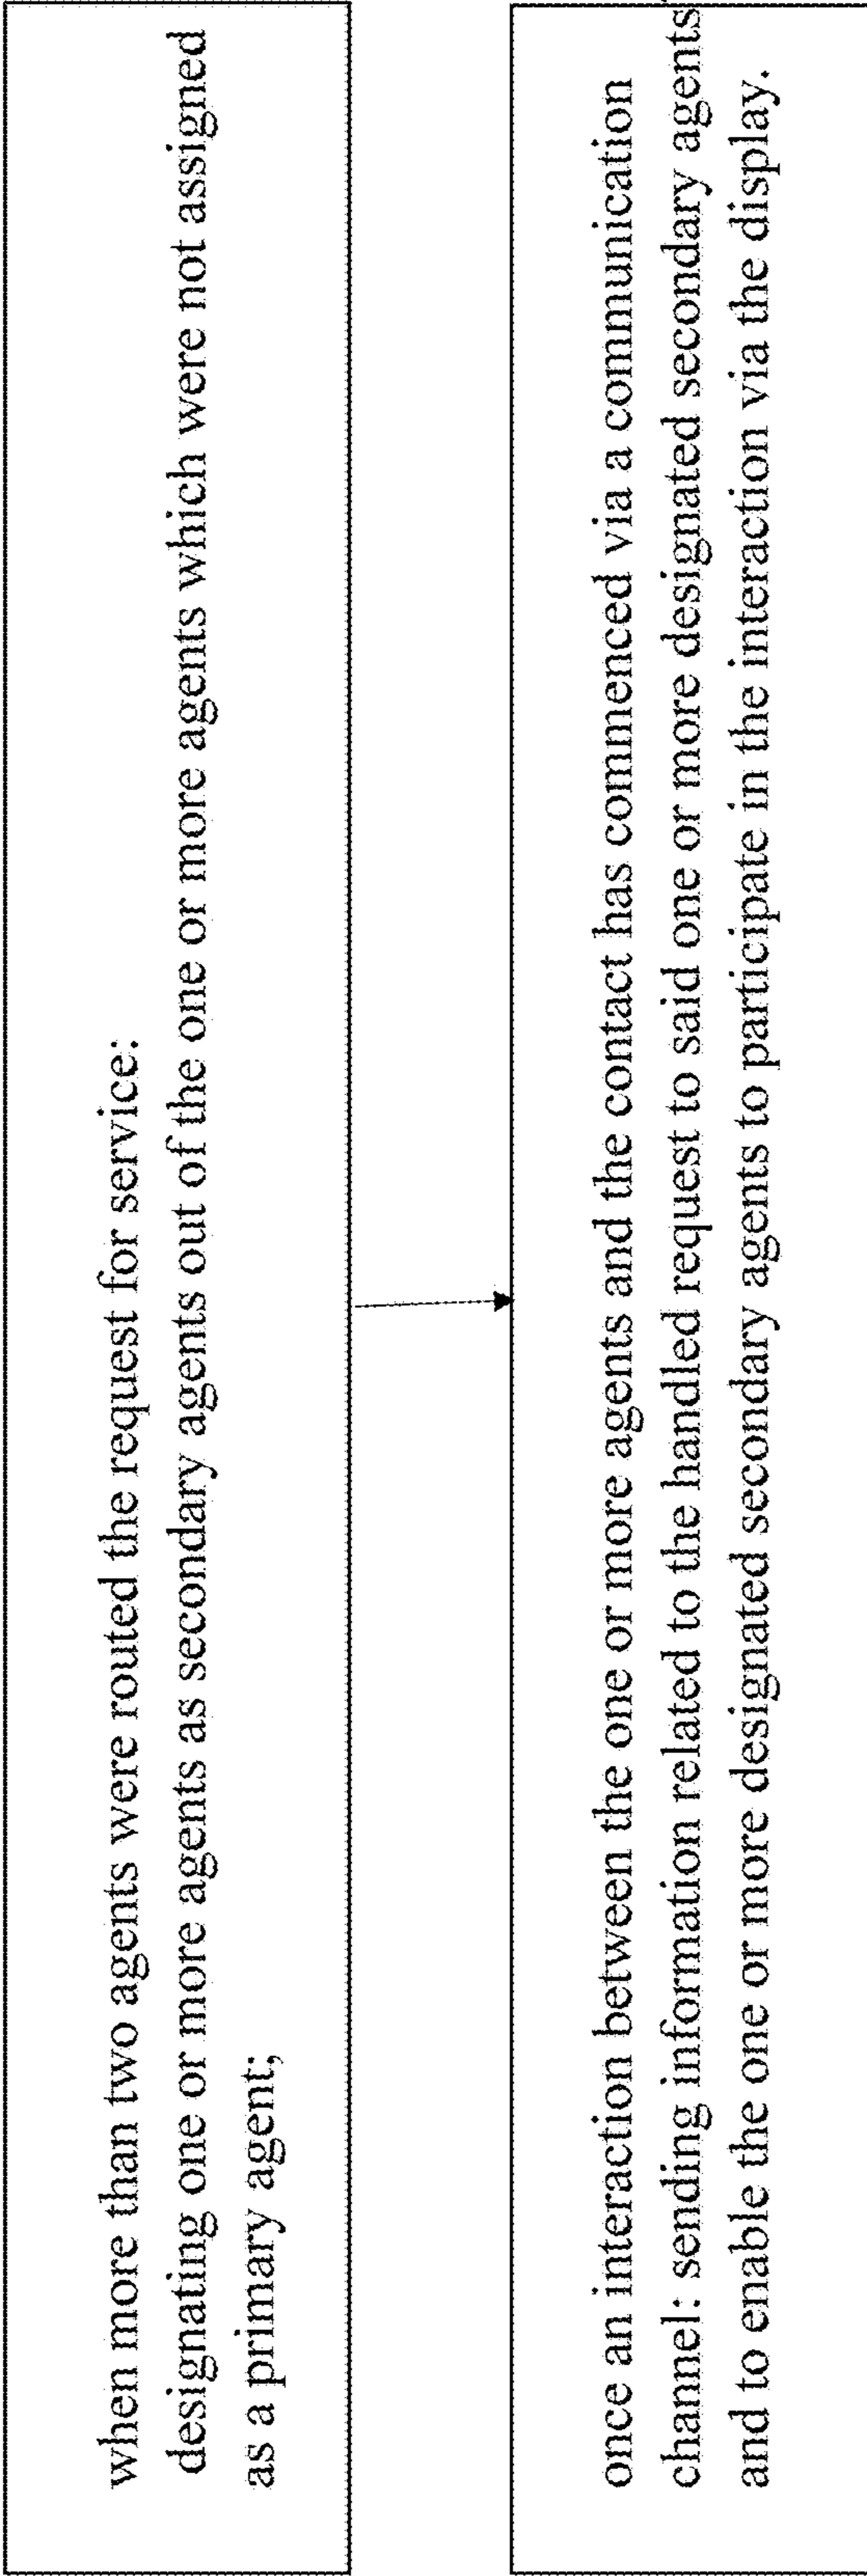 when more than two agents were routed the request for service:
designating one or more agents as secondary agents out of the one or more agents which were not assigned
as a primary agent;
once an interaction between the one or more agents and the contact has commenced via a communication
channel: sending information related to the handled request to said one or more designated secondary agents
and to enable the one or more designated secondary agents to participate in the interaction via the display.